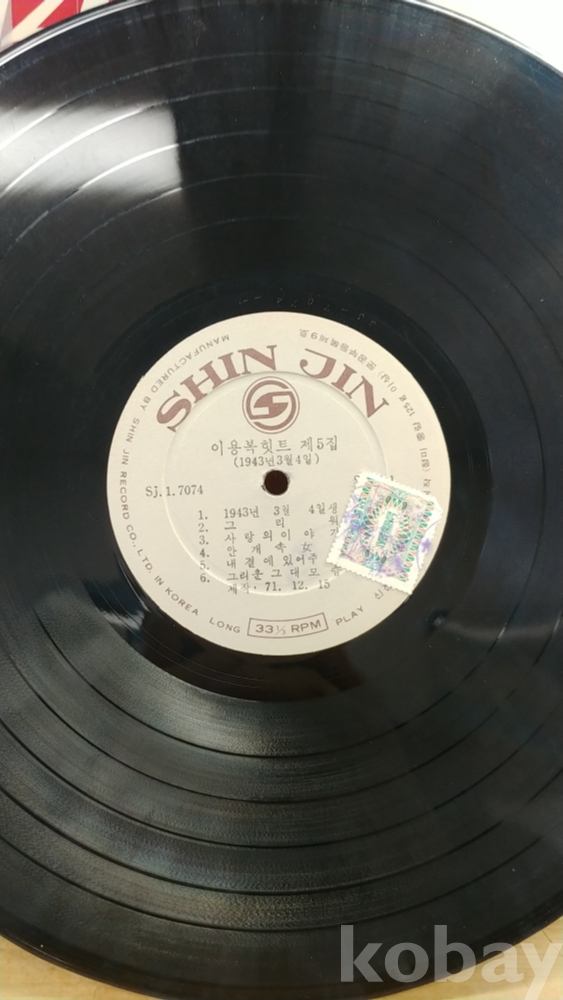 SHIN JIN
이용복힛트 제5집
(1943년3월4일)
SJ.1.7074
1. 1943년 3월 4일생
2. 그 리 워
3. 사 랑 의 이 야 기
4. 안 개 속 女
5. 내 곁 에 있 어 주
6. 그 리 운 그 대 모
제작·71. 12. 15
MANUFACTURED BY SHIN JIN RECORD CO., LTD. IN KOREA
LONG 33⅓ RPM PLAY
kobay